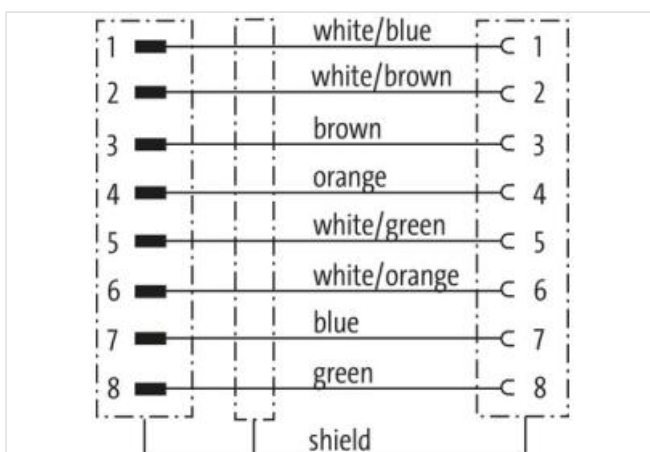 1 white/blue 1
2 white/brown 2
3 brown 3
4 orange 4
5 white/green 5
6 white/orange 6
7 blue 7
8 green 8
shield